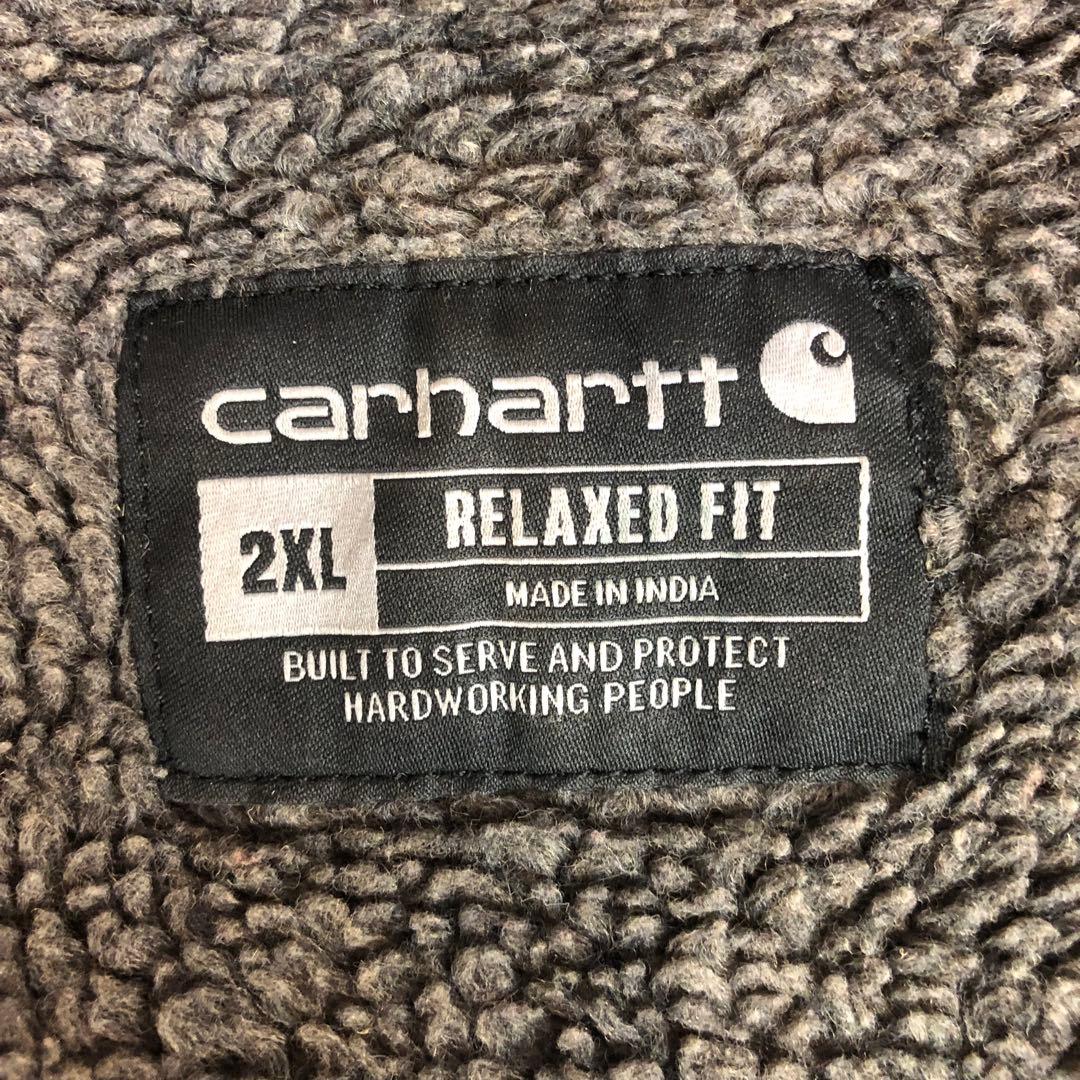 carhartt
2XL
RELAXED FIT
MADE IN INDIA
BUILT TO SERVE AND PROTECT
HARDWORKING PEOPLE